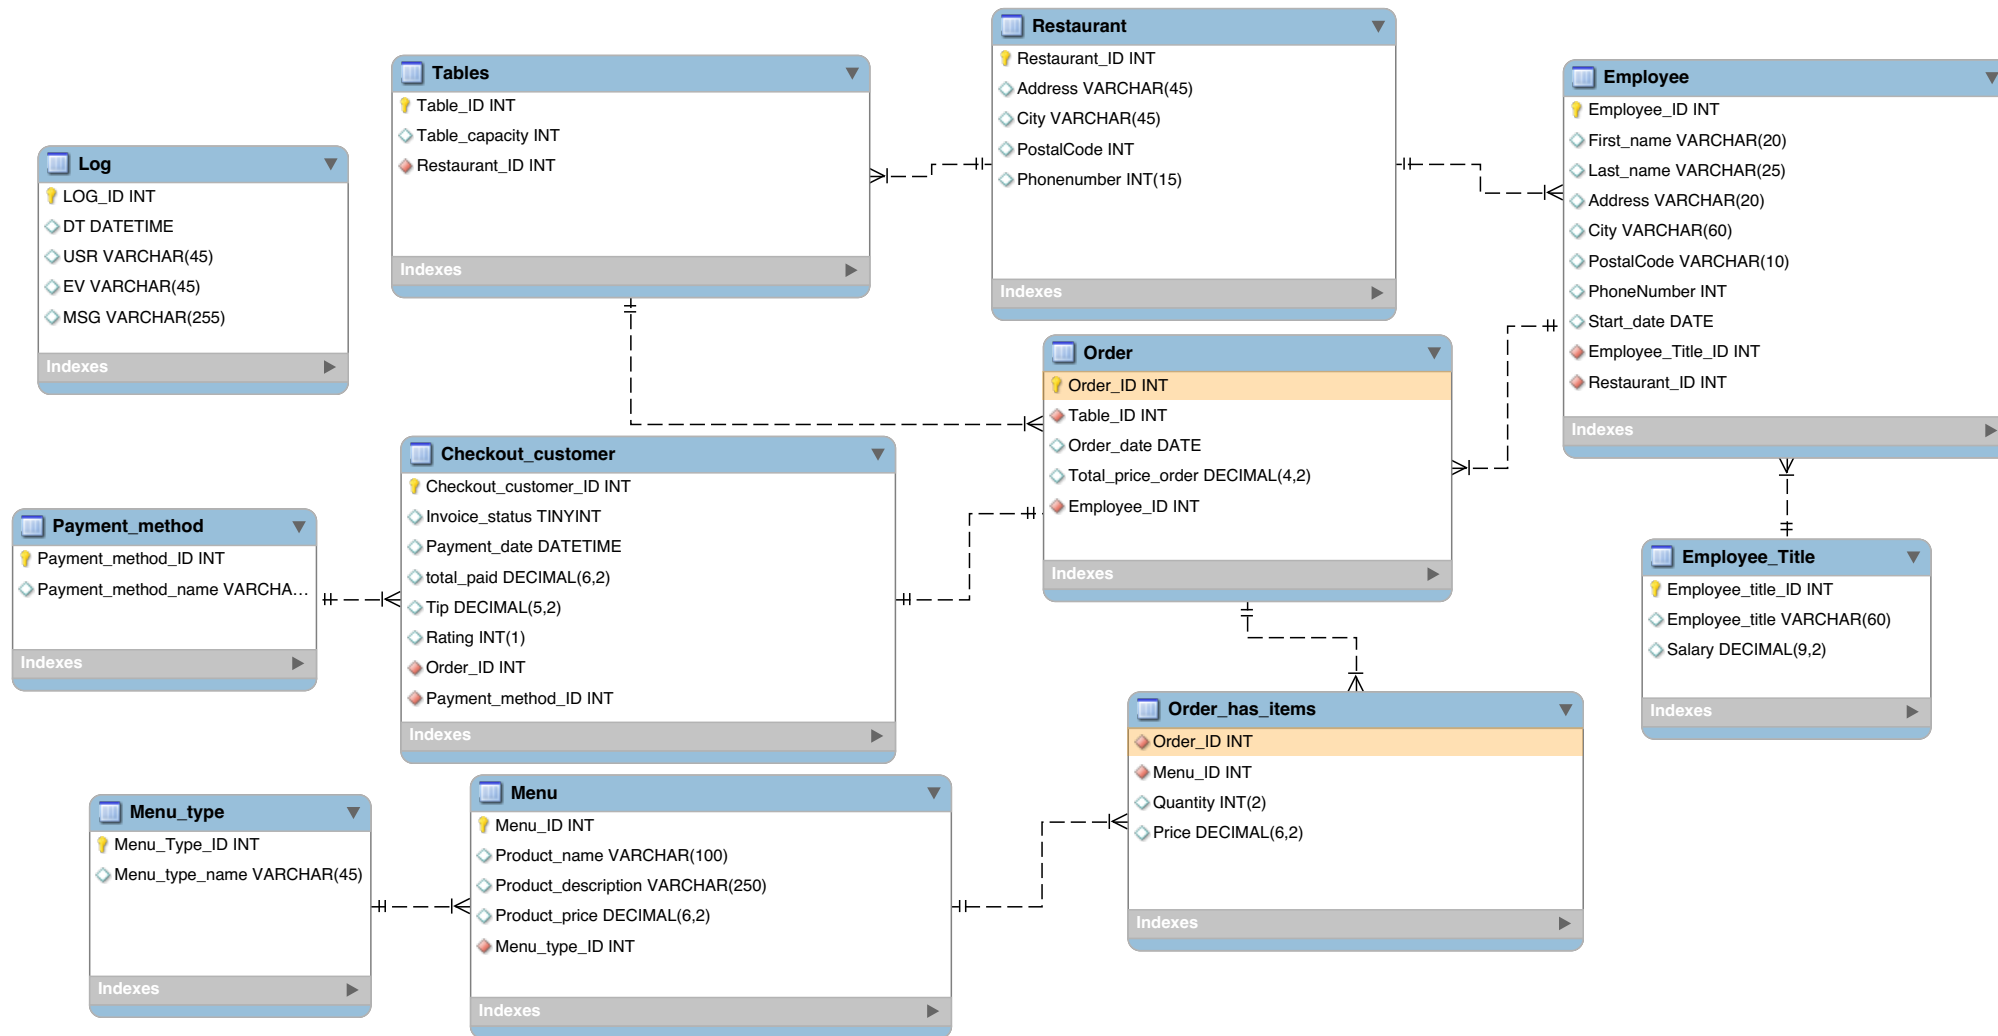 Restaurant
Restaurant_ID INT
Address VARCHAR(45)
City VARCHAR(45)
PostalCode INT
Phonenumber INT(15)
Indexes
Tables
Table_ID INT
Table_capacity INT
Restaurant_ID INT
Indexes
Employee
Employee_ID INT
First_name VARCHAR(20)
Last_name VARCHAR(25)
Address VARCHAR(20)
City VARCHAR(60)
PostalCode VARCHAR(10)
PhoneNumber INT
Start_date DATE
Employee_Title_ID INT
Restaurant_ID INT
Indexes
Log
LOG_ID INT
DT DATETIME
USR VARCHAR(45)
EV VARCHAR(45)
MSG VARCHAR(255)
Indexes
Order
Order_ID INT
Table_ID INT
Order_date DATE
Total_price_order DECIMAL(4,2)
Employee_ID INT
Indexes
Checkout_customer
Checkout_customer_ID INT
Invoice_status TINYINT
Payment_date DATETIME
total_paid DECIMAL(6,2)
Tip DECIMAL(5,2)
Rating INT(1)
Order_ID INT
Payment_method_ID INT
Indexes
Payment_method
Payment_method_ID INT
Payment_method_name VARCHA...
Indexes
Employee_Title
Employee_title_ID INT
Employee_title VARCHAR(60)
Salary DECIMAL(9,2)
Indexes
Order_has_items
Order_ID INT
Menu_ID INT
Quantity INT(2)
Price DECIMAL(6,2)
Indexes
Menu
Menu_ID INT
Product_name VARCHAR(100)
Product_description VARCHAR(250)
Product_price DECIMAL(6,2)
Menu_type_ID INT
Indexes
Menu_type
Menu_Type_ID INT
Menu_type_name VARCHAR(45)
Indexes